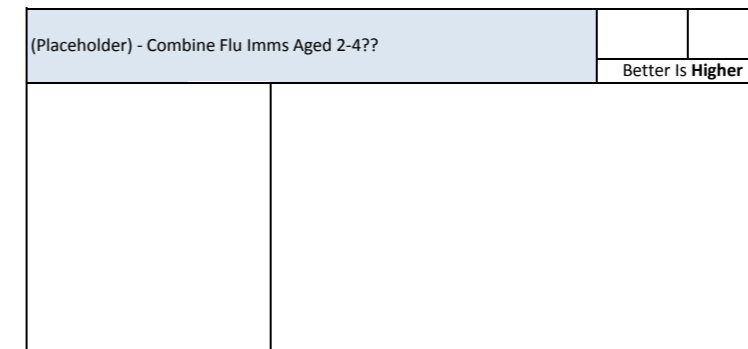 (Placeholder) - Combine Flu Imms Aged 2-4??
Better Is Higher